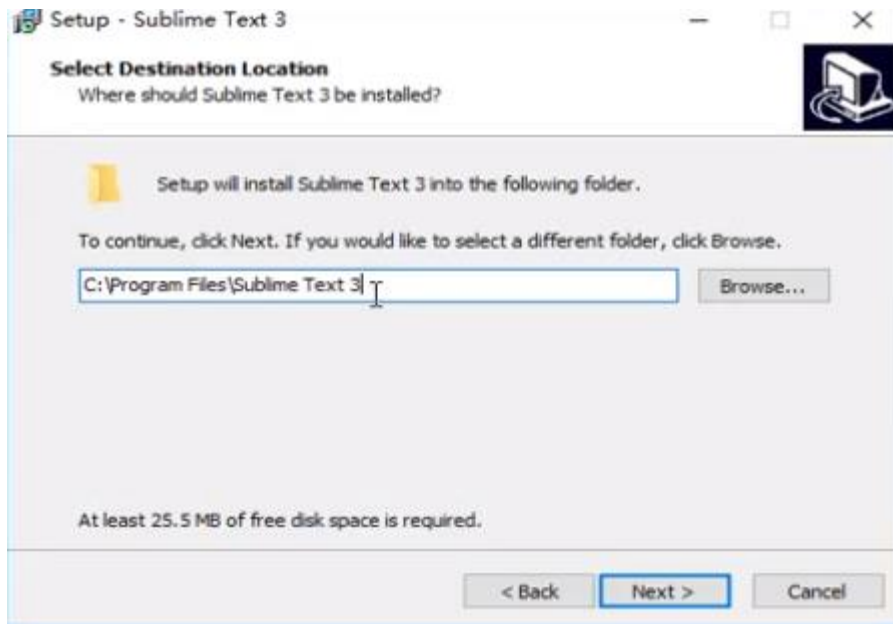 Setup - Sublime Text 3
Select Destination Location
Where should Sublime Text 3 be installed?
Setup will install Sublime Text 3 into the following folder.
To continue, click Next. If you would like to select a different folder, click Browse.
C:\Program Files\Sublime Text 3
Browse...
At least 25.5 MB of free disk space is required.
< Back
Next >
Cancel